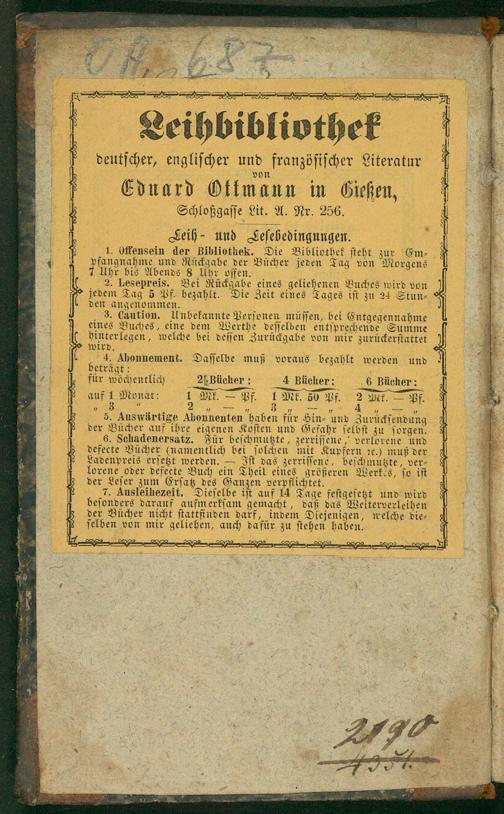 OA 687
Leihbibliothek
deutscher, englischer und französischer Literatur
von
Eduard Ottmann in Gießen,
Schloßgasse Lit. A. Nr. 256.
Leih- und Lesebedingungen.
1. Offensein der Bibliothek. Die Bibliothek steht zur Em-
pfangnahme und Rückgabe der Bücher jeden Tag von Morgens
7 Uhr bis Abends 8 Uhr offen.
2. Lesepreis. Bei Rückgabe eines geliehenen Buches wird von
jedem Tag 5 Pf. bezahlt. Die Zeit eines Tages ist zu 24 Stun-
den angenommen.
3. Caution. Unbekannte Personen müssen, bei Entgegennahme
eines Buches, eine dem Werthe desselben entsprechende Summe
hinterlegen, welche bei dessen Zurückgabe von mir zurückerstattet
wird.
4. Abonnement. Dasselbe muß voraus bezahlt werden und
beträgt:
für wöchentlich 2 Bücher: 4 Bücher: 6 Bücher:
auf 1 Monat: 1 Mk. — Pf. 1 Mk. 50 Pf. 2 Mk. — Pf.
„ 3 „ 2 „ — „ 3 „ — „ 4 „ — „
5. Auswärtige Abonnenten haben für Hin- und Zurücksendung
der Bücher auf ihre eigenen Kosten und Gefahr selbst zu sorgen.
6. Schadenersatz. Für beschmutzte, zerrissene, verlorene und
defecte Bücher (namentlich bei solchen mit Kupfern ꝛc.) muß der
Ladenpreis ersetzt werden. — Ist das zerrissene, beschmutzte, ver-
lorene oder defecte Buch ein Theil eines größeren Werkes, so ist
der Leser zum Ersatz des Ganzen verpflichtet.
7. Ausleihezeit. Dieselbe ist auf 14 Tage festgesetzt und wird
besonders darauf aufmerksam gemacht, daß das Weiterverleihen
der Bücher nicht stattfinden darf, indem Diejenigen, welche die-
selben von mir geliehen, auch dafür zu stehen haben.
2190